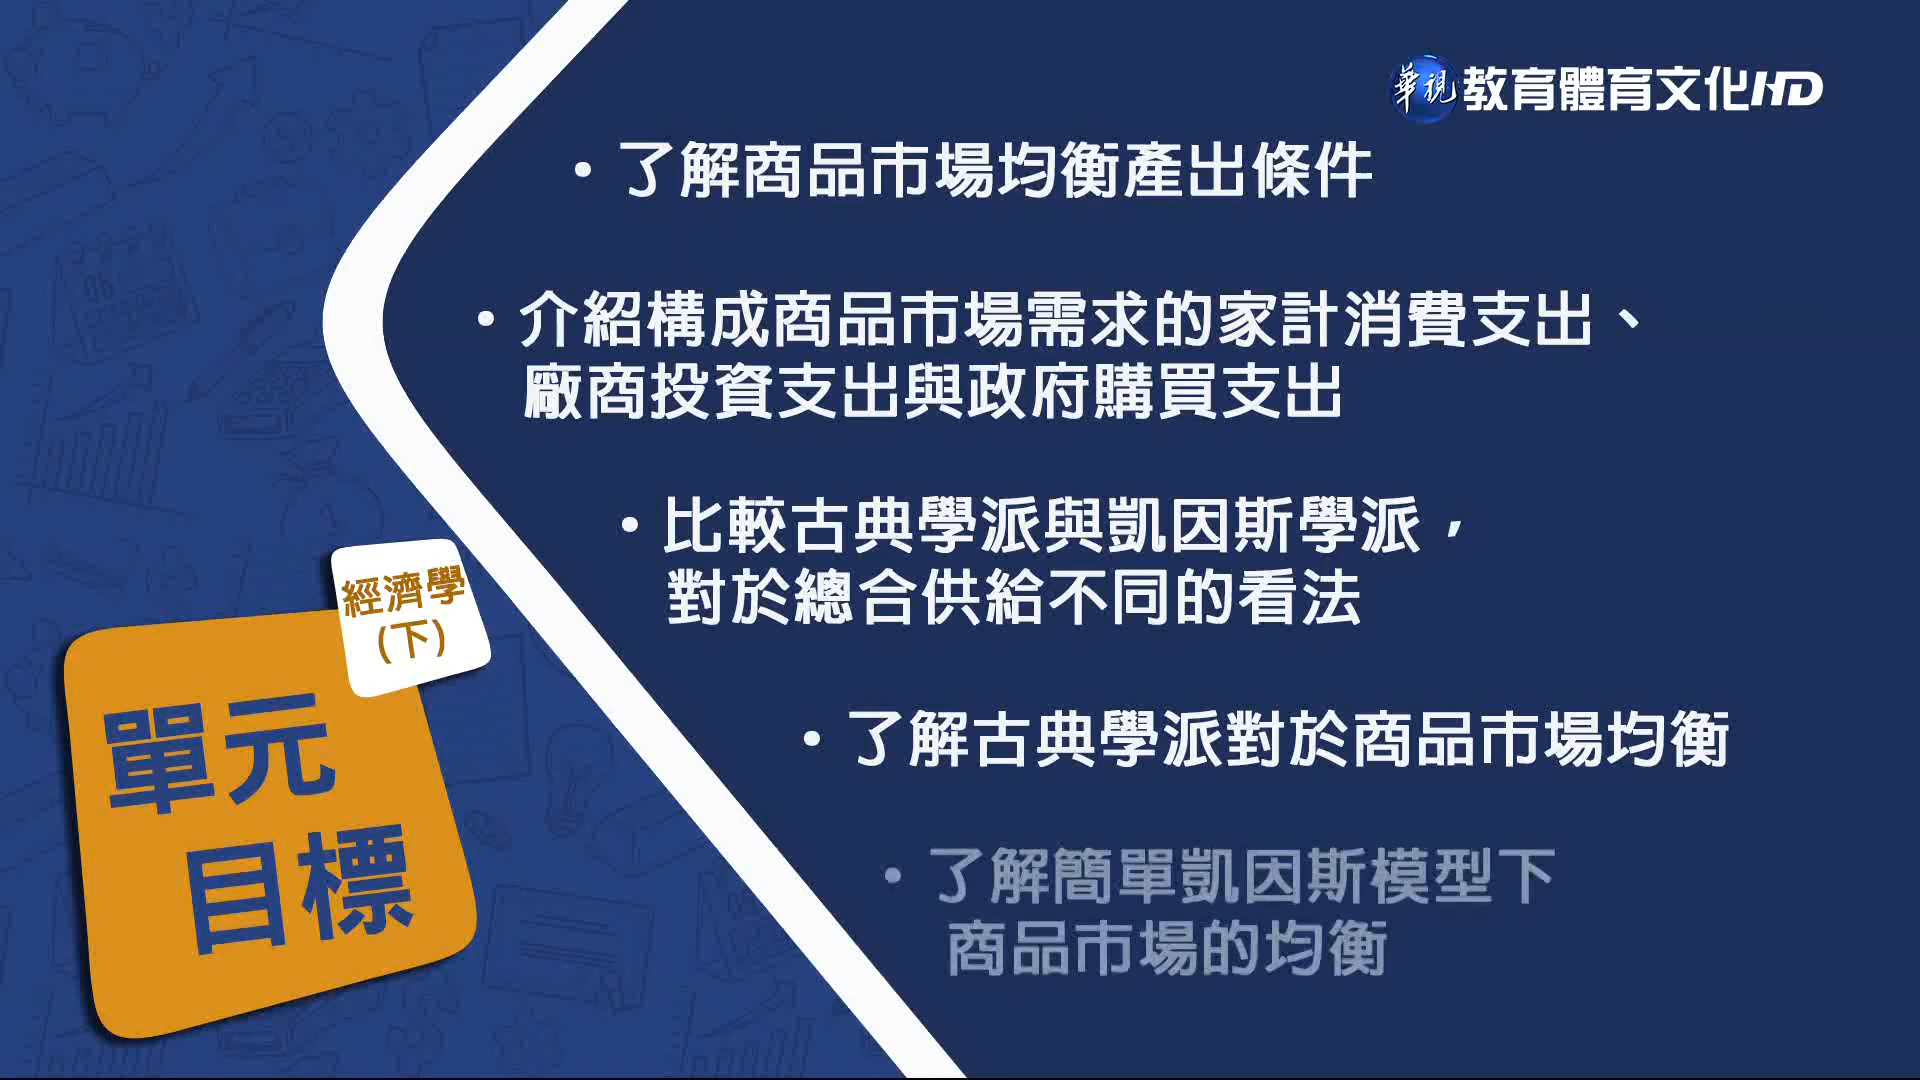 華視 教育體育文化HD
• 了解商品市場均衡產出條件
• 介紹構成商品市場需求的家計消費支出、
廠商投資支出與政府購買支出
• 比較古典學派與凱因斯學派，
對於總合供給不同的看法
• 了解古典學派對於商品市場均衡
• 了解簡單凱因斯模型下
商品市場的均衡
經濟學
(下)
單元
目標